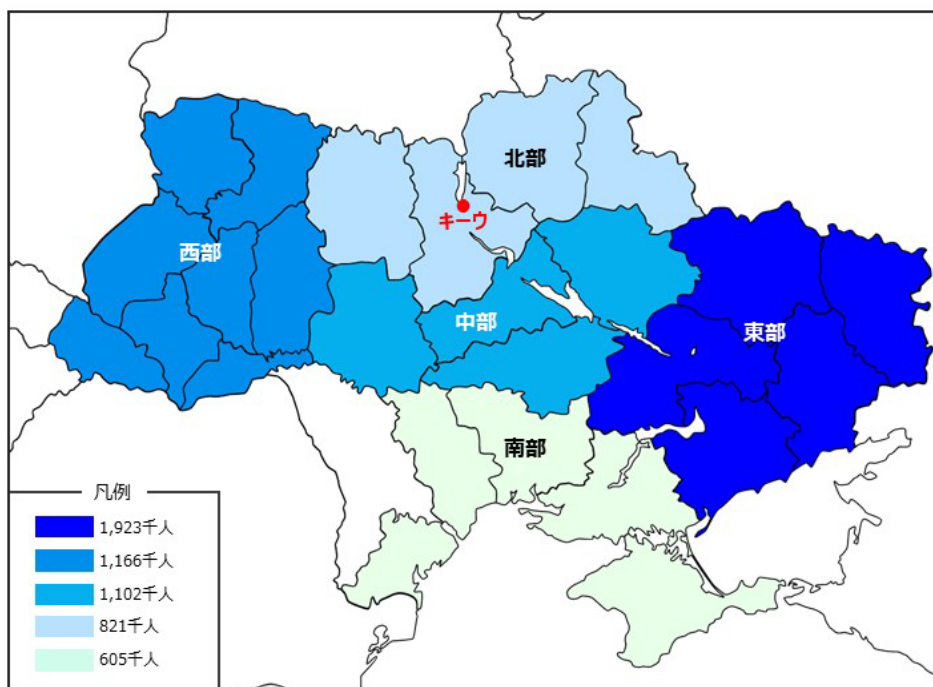 北部
キーウ
西部
中部
東部
南部
凡例
1,923千人
1,166千人
1,102千人
821千人
605千人